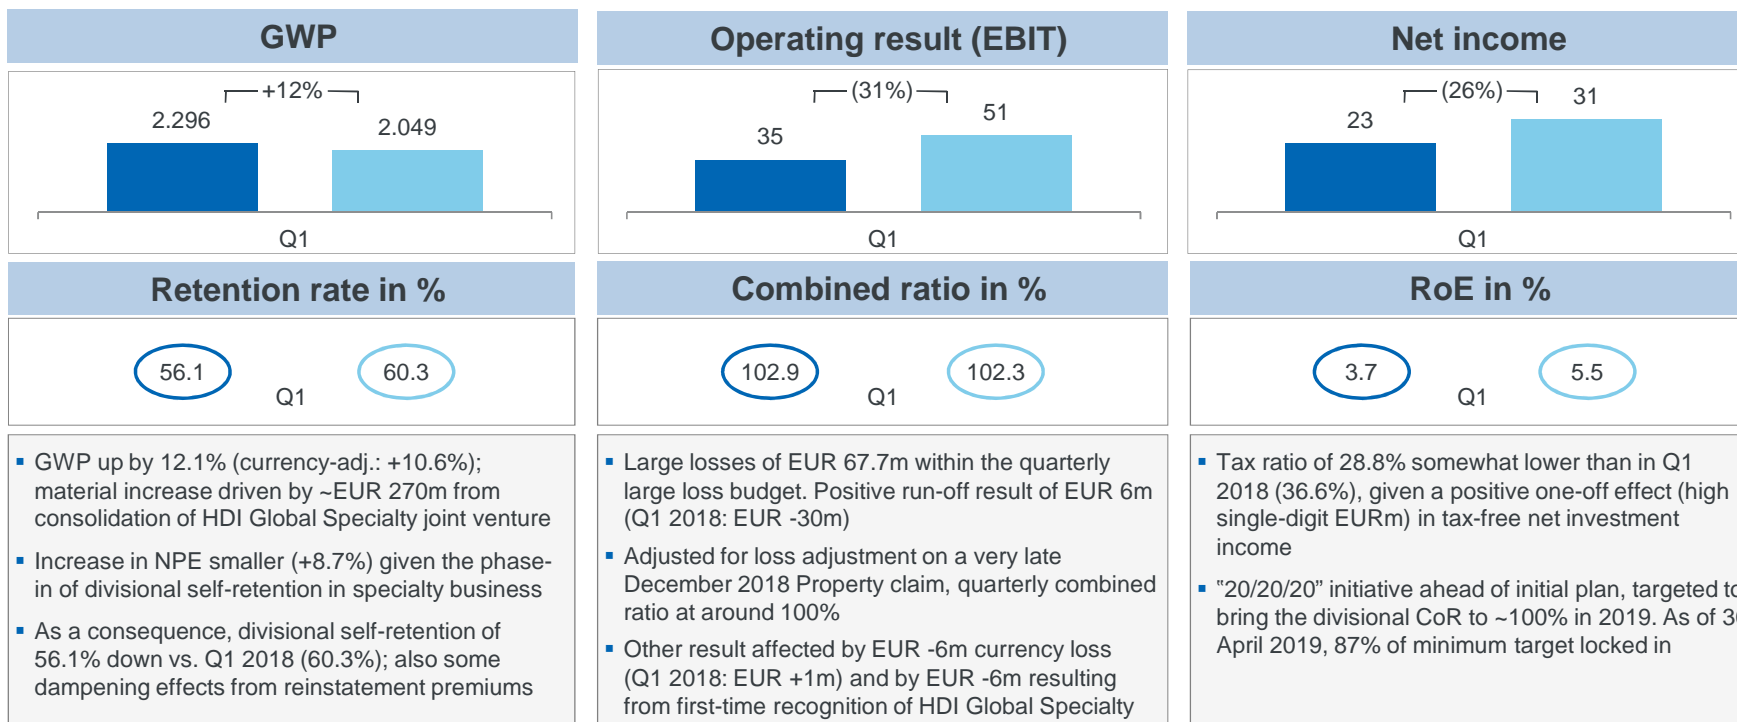 GWP
+12%
2.296
2.049
Q1
Operating result (EBIT)
(31%)
35
51
Q1
Net income
(26%)
23
31
Q1
Retention rate in %
56.1
60.3
Q1
Combined ratio in %
102.9
102.3
Q1
RoE in %
3.7
5.5
Q1
▪ GWP up by 12.1% (currency-adj.: +10.6%);
material increase driven by ~EUR 270m from
consolidation of HDI Global Specialty joint venture
▪ Increase in NPE smaller (+8.7%) given the phase-
in of divisional self-retention in specialty business
▪ As a consequence, divisional self-retention of
56.1% down vs. Q1 2018 (60.3%); also some
dampening effects from reinstatement premiums
▪ Large losses of EUR 67.7m within the quarterly
large loss budget. Positive run-off result of EUR 6m
(Q1 2018: EUR -30m)
▪ Adjusted for loss adjustment on a very late
December 2018 Property claim, quarterly combined
ratio at around 100%
▪ Other result affected by EUR -6m currency loss
(Q1 2018: EUR +1m) and by EUR -6m resulting
from first-time recognition of HDI Global Specialty
▪ Tax ratio of 28.8% somewhat lower than in Q1
2018 (36.6%), given a positive one-off effect (high
single-digit EURm) in tax-free net investment
income
▪ "20/20/20” initiative ahead of initial plan, targeted to
bring the divisional CoR to ~100% in 2019. As of
April 2019, 87% of minimum target locked in